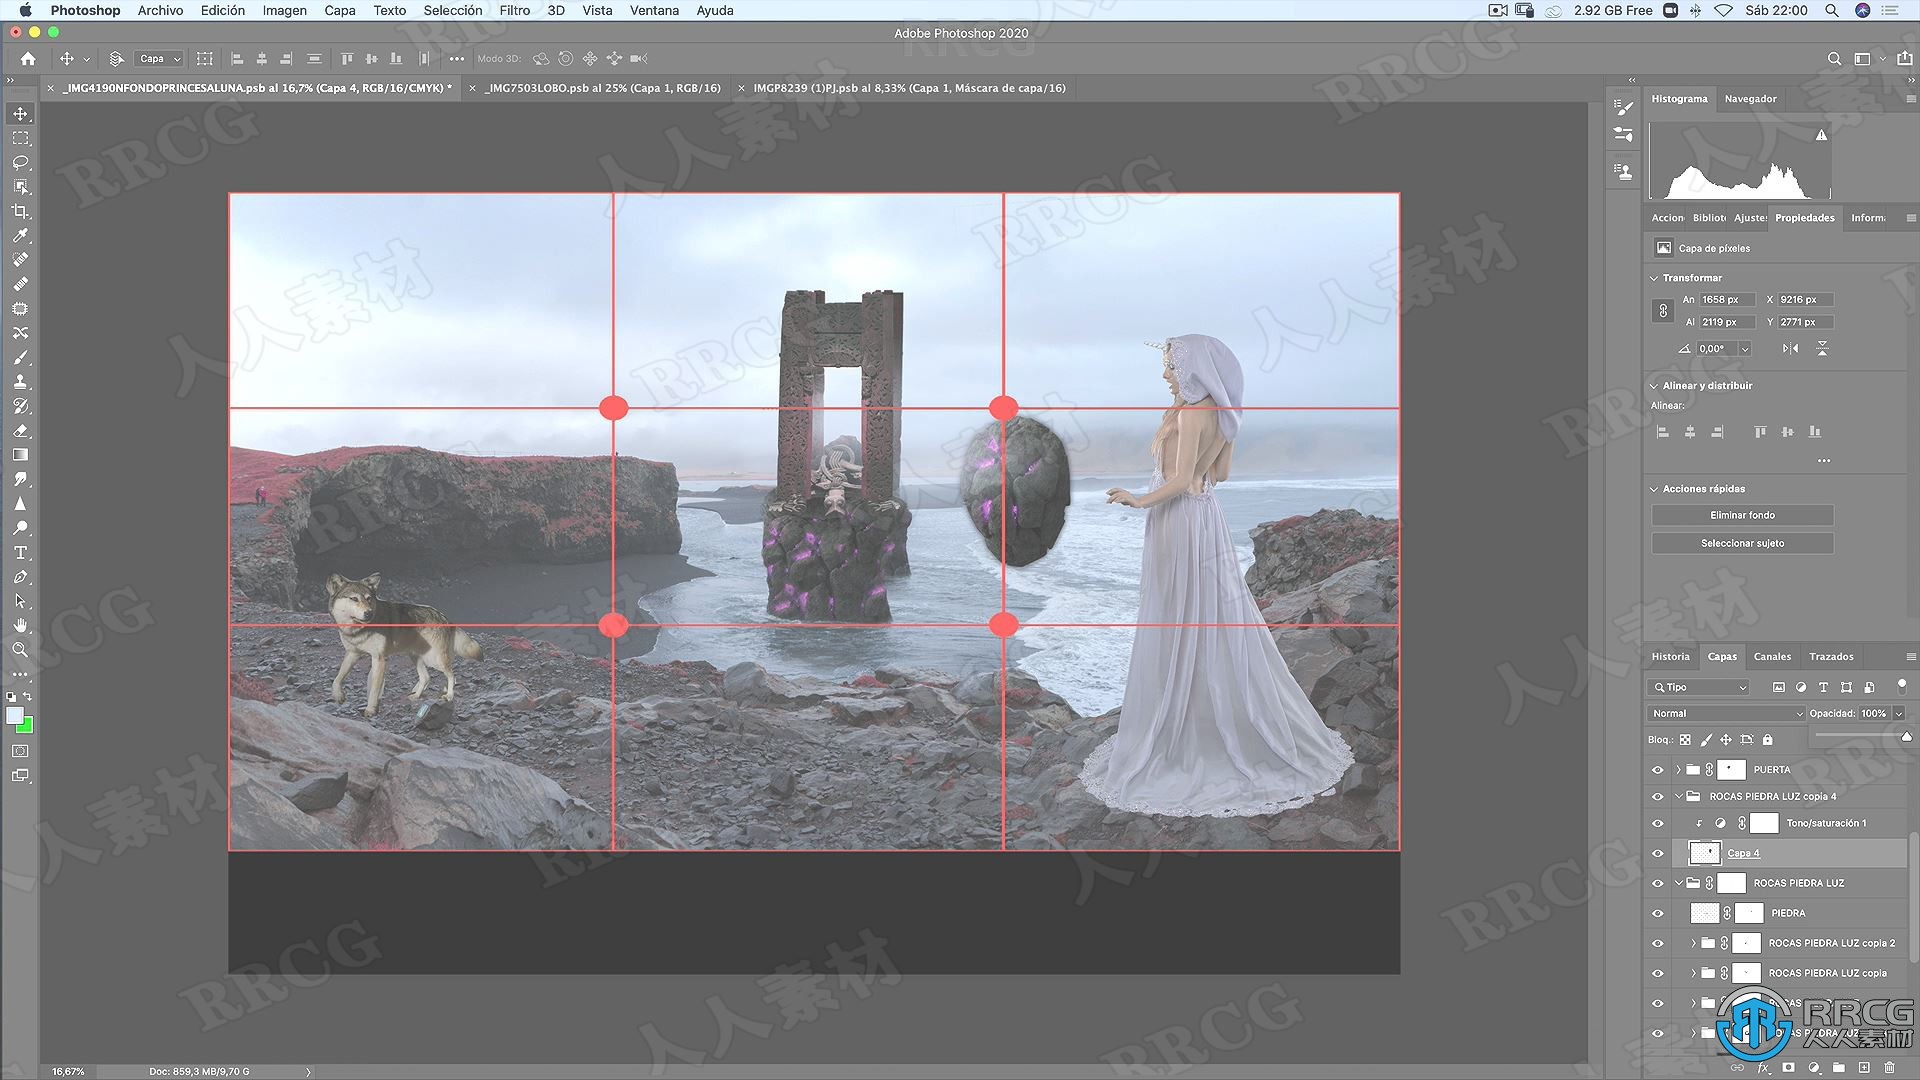 Photoshop Archivo Edición Imagen Capa Texto Selección Filtro 3D Vista Ventana Ayuda 2.92 GB Free Sáb 22:00
Adobe Photoshop 2020
Capa Modo 3D:
_IMG4190NFONDOPRINCESALUNA.psb al 16,7% (Capa 4, RGB/16/CMYK) * _IMG7503LOBO.psb al 25% (Capa 1, RGB/16) IMGP8239 (1)PJ.psb al 8,33% (Capa 1, Máscara de capa/16)
Histograma Navegador
Accion Bibliot Ajuste: Propiedades Inform
Capa de píxeles
Transformar
An 1658 px X 9216 px
Al 2119 px Y 2771 px
0,00°
Alinear y distribuir
Alinear:
Acciones rápidas
Eliminar fondo
Seleccionar sujeto
Historia Capas Canales Trazados
Tipo
Normal Opacidad: 100%
Bloq.:
PUERTA
ROCAS PIEDRA LUZ copia 4
Tono/saturación 1
Capa 4
ROCAS PIEDRA LUZ
PIEDRA
ROCAS PIEDRA LUZ copia 2
ROCAS PIEDRA LUZ copia
16,67% Doc: 859,3 MB/9,70 G
RRCG
人人素材